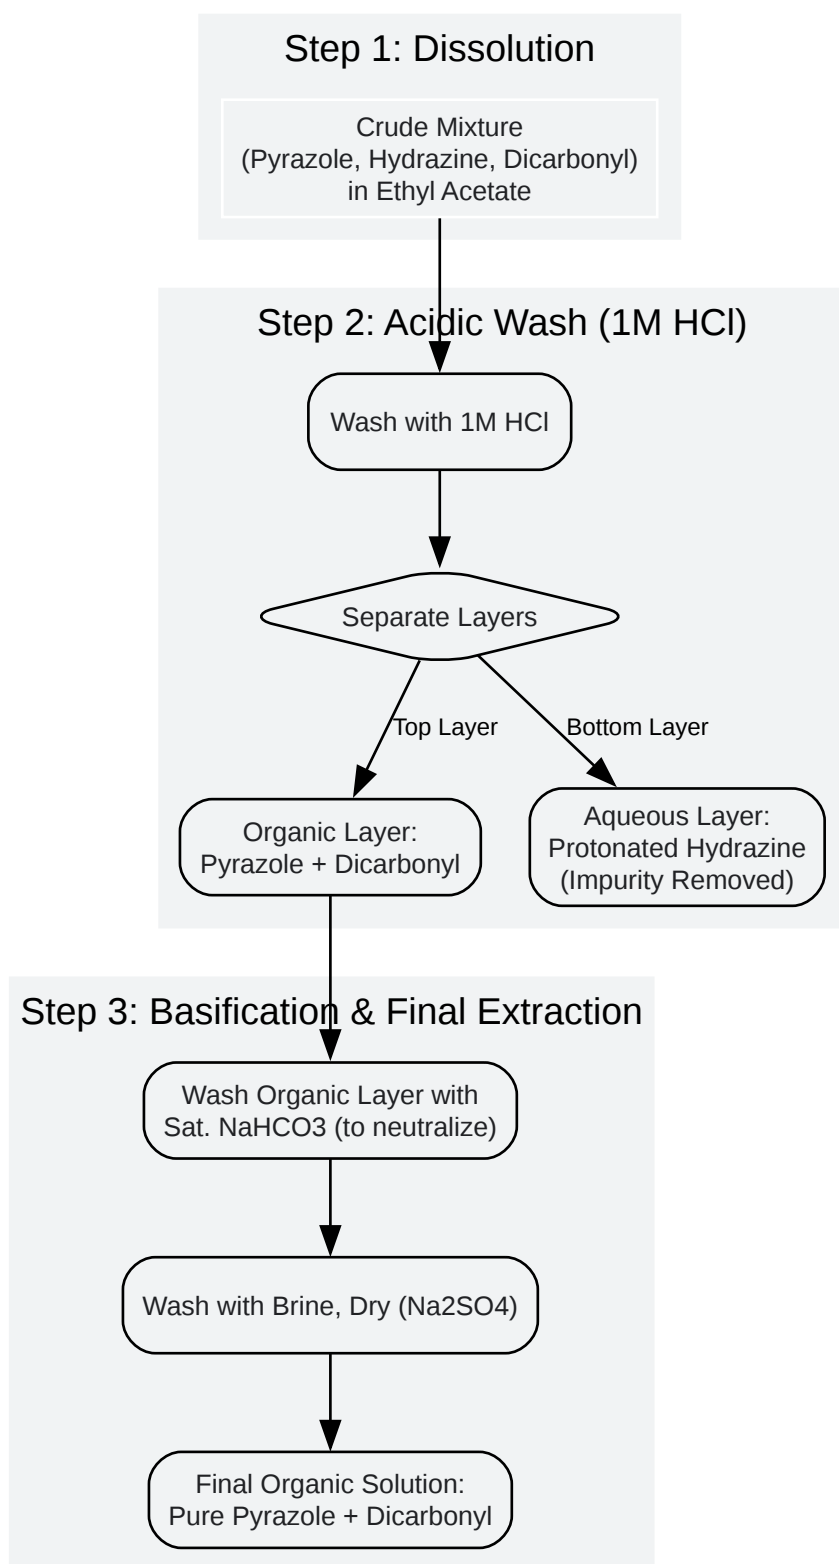 Step 1: Dissolution
Crude Mixture
(Pyrazole, Hydrazine, Dicarbonyl)
in Ethyl Acetate
Step 2: Acidic Wash (1M HCl)
Wash with 1M HCl
Separate Layers
Top Layer
Bottom Layer
Organic Layer:
Pyrazole + Dicarbonyl
Aqueous Layer:
Protonated Hydrazine
(Impurity Removed)
Step 3: Basification & Final Extraction
Wash Organic Layer with
Sat. NaHCO3 (to neutralize)
Wash with Brine, Dry (Na2SO4)
Final Organic Solution:
Pure Pyrazole + Dicarbonyl